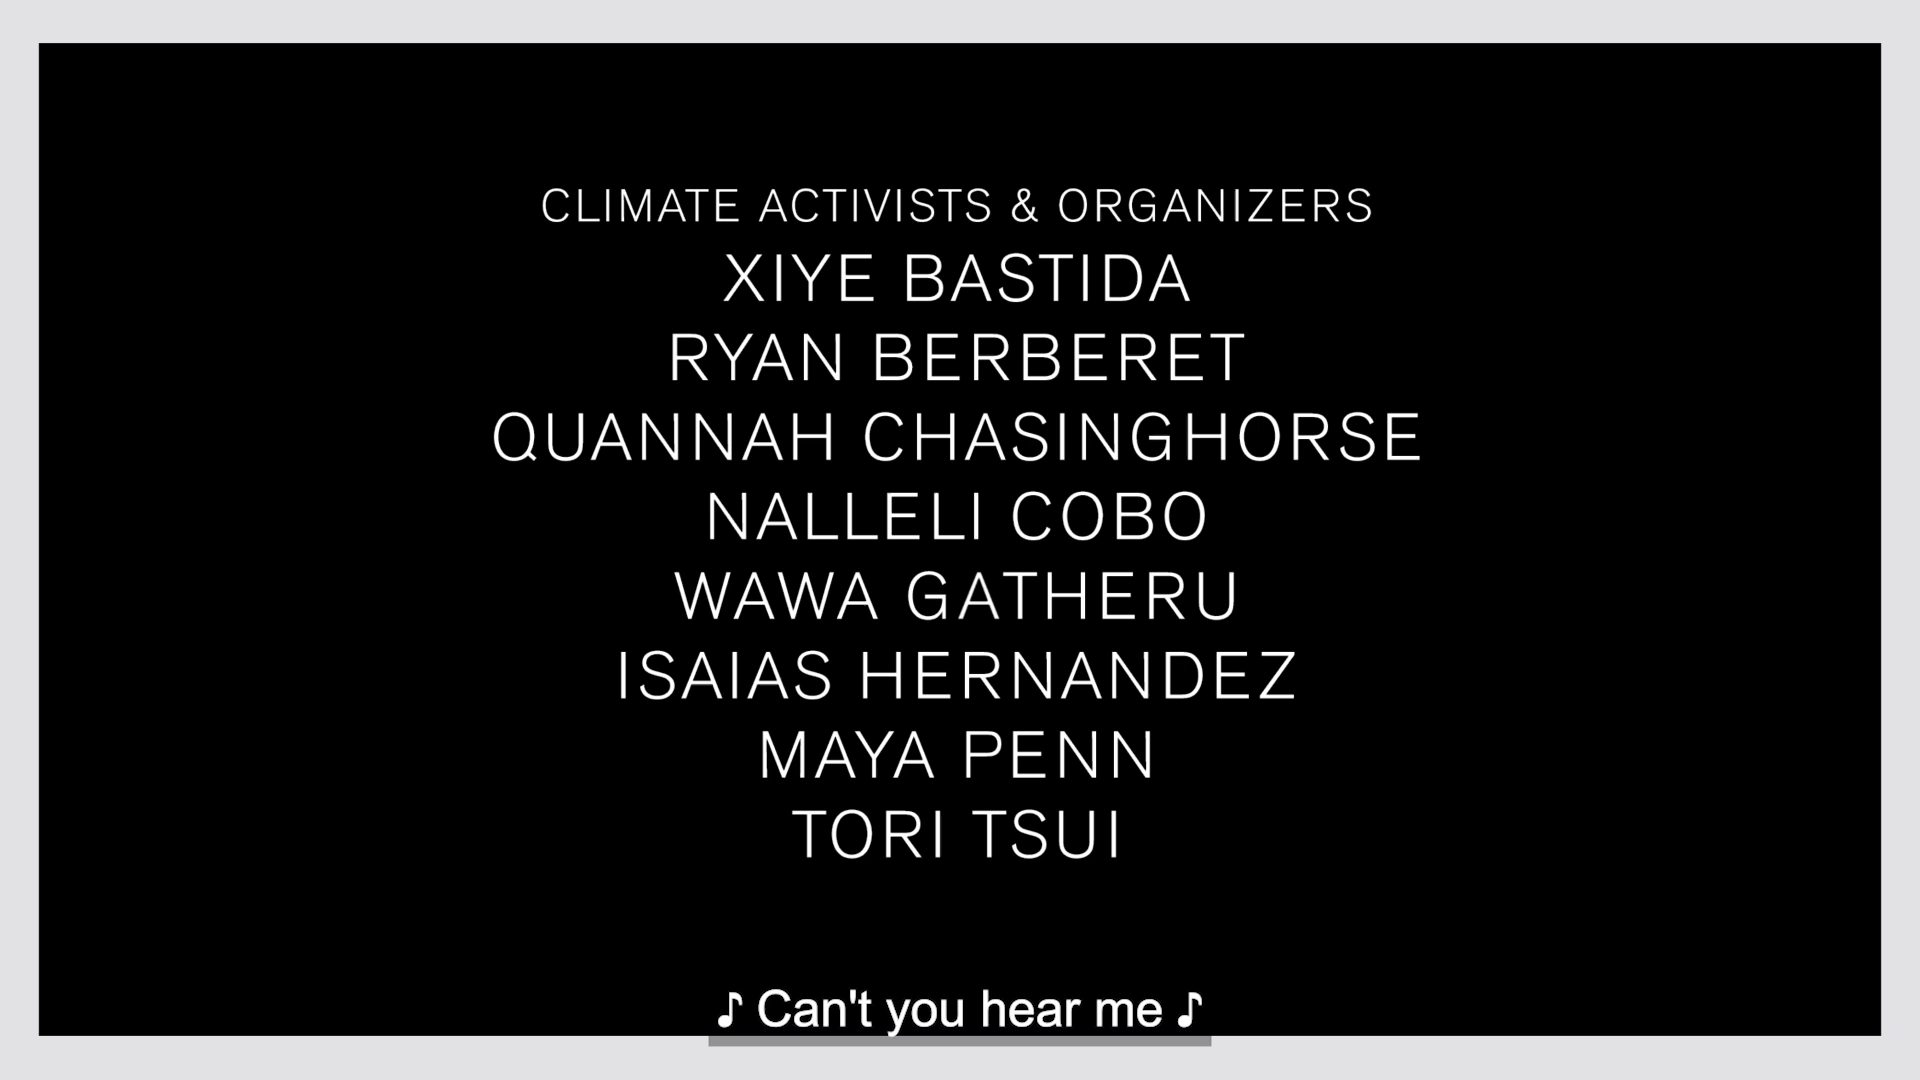 CLIMATE ACTIVISTS & ORGANIZERS
XIYE BASTIDA
RYAN BERBERET
QUANNAH CHASINGHORSE
NALLELI COBO
WAWA GATHERU
ISAIAS HERNANDEZ
MAYA PENN
TORI TSUI
♪ Can't you hear me ♪